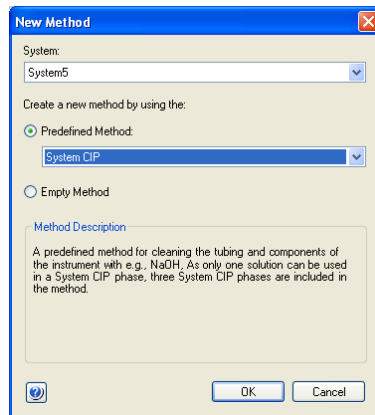 New Method
System:
System5
Create a new method by using the:
Predefined Method:
System CIP
Empty Method
Method Description
A predefined method for cleaning the tubing and components of
the instrument with e.g., NaOH, As only one solution can be used
in a System CIP phase, three System CIP phases are included in
the method.
OK Cancel